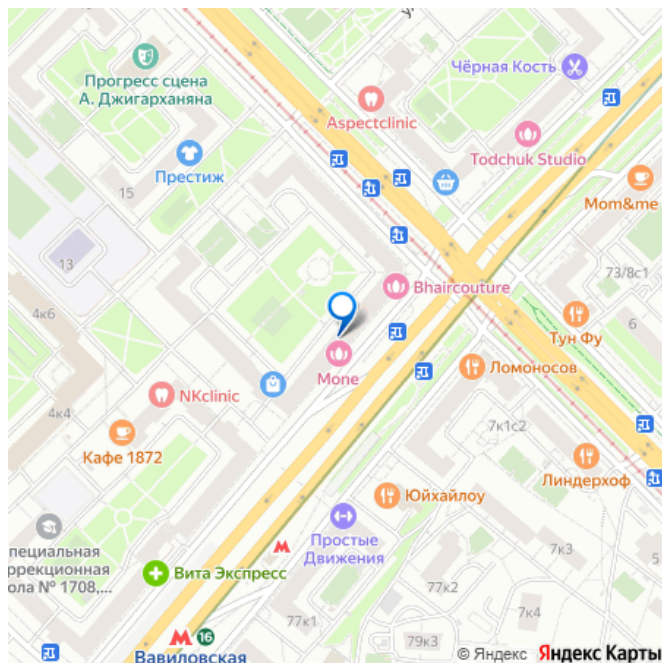 Прогресс сцена
А. Джигарханяна
Чёрная Кость
Aspectclinic
Todchuk Studio
Престиж
15
Mom&me
13
73/8с1
Bhaircouture
4к6
6
Тун Фу
Mone
Ломоносов
NKclinic
4к4
7к1с2
Кафе 1872
Линдерхоф
Юйхайлоу
пециальная
ррекционная
ола № 1708,...
Простые
Движения
7к3
5
Вита Экспресс
77к2
77к1
7к4
16
79к3
Вавиловская
© Яндекс Яндекс Карты